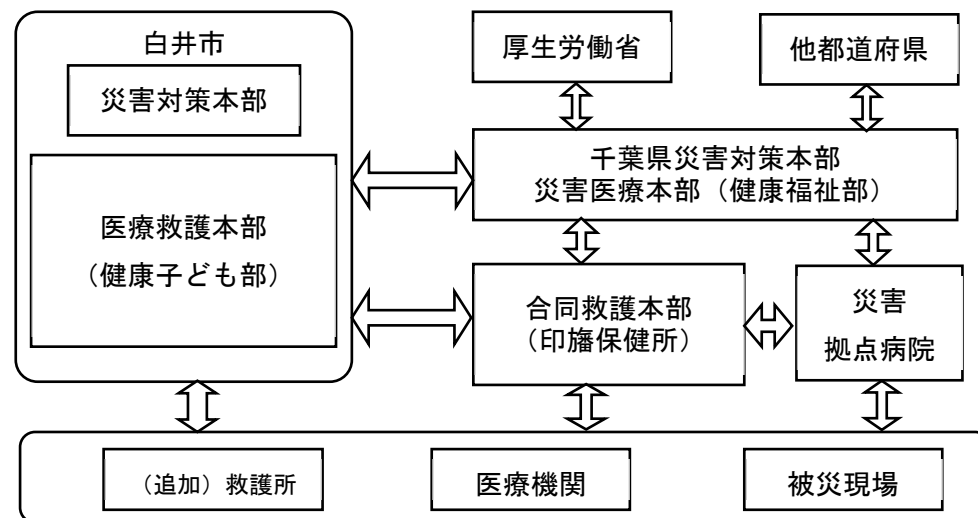 白井市
災害対策本部
医療救護本部
（健康子ども部）
厚生労働省
他都道府県
千葉県災害対策本部
災害医療本部（健康福祉部）
合同救護本部
（印旛保健所）
災害
拠点病院
（追加）救護所
医療機関
被災現場